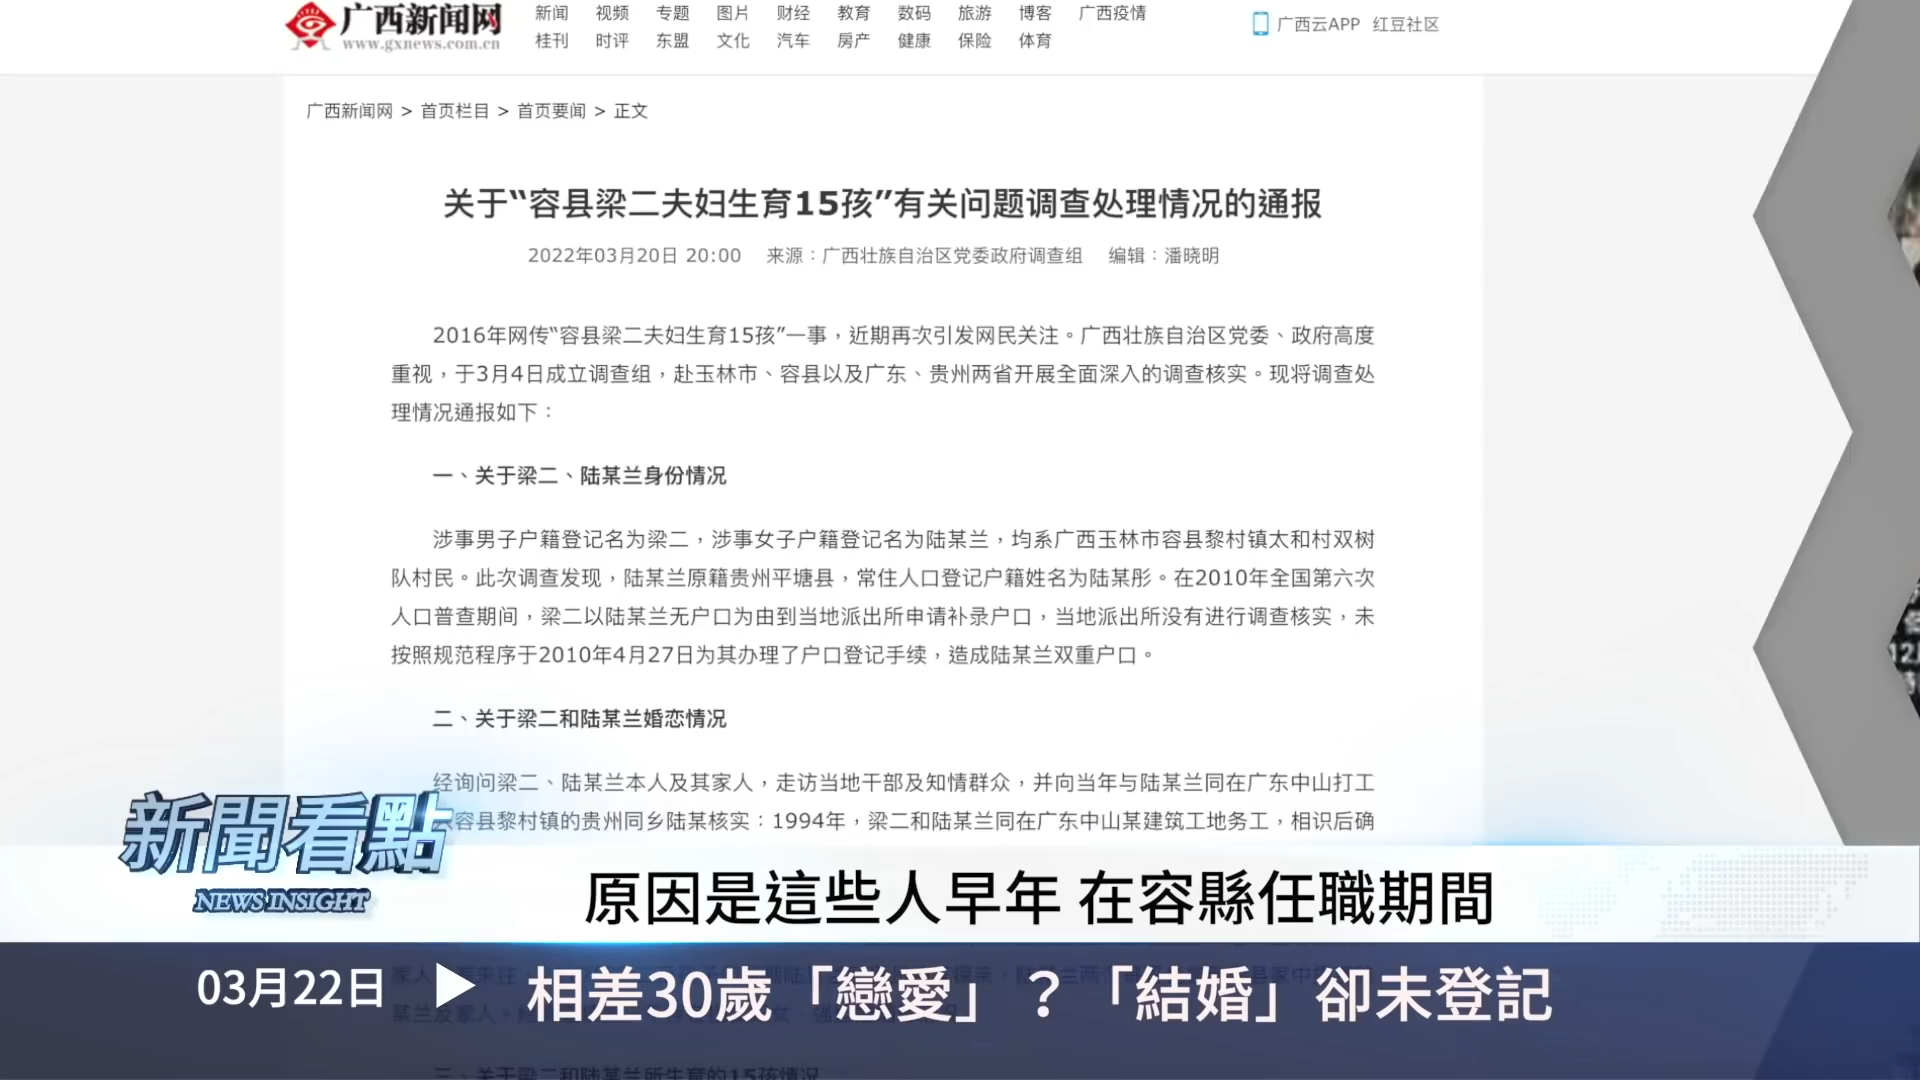 广西新闻网
www.gxnews.com.cn
新闻 视频 专题 图片 财经 教育 数码 旅游 博客 广西疫情
桂刊 时评 东盟 文化 汽车 房产 健康 保险 体育
广西云APP 红豆社区
广西新闻网 > 首页栏目 > 首页要闻 > 正文
关于“容县梁二夫妇生育15孩”有关问题调查处理情况的通报
2022年03月20日 20:00 来源：广西壮族自治区党委政府调查组 编辑：潘晓明
2016年网传“容县梁二夫妇生育15孩”一事，近期再次引发网民关注。广西壮族自治区党委、政府高度
重视，于3月4日成立调查组，赴玉林市、容县以及广东、贵州两省开展全面深入的调查核实。现将调查处
理情况通报如下：
一、关于梁二、陆某兰身份情况
涉事男子户籍登记名为梁二，涉事女子户籍登记名为陆某兰，均系广西玉林市容县黎村镇太和村双树
队村民。此次调查发现，陆某兰原籍贵州平塘县，常住人口登记户籍姓名为陆某彤。在2010年全国第六次
人口普查期间，梁二以陆某兰无户口为由到当地派出所申请补录户口，当地派出所没有进行调查核实，未
按照规范程序于2010年4月27日为其办理了户口登记手续，造成陆某兰双重户口。
二、关于梁二和陆某兰婚恋情况
经询问梁二、陆某兰本人及其家人，走访当地干部及知情群众，并向当年与陆某兰同在广东中山打工
容县黎村镇的贵州同乡陆某核实：1994年，梁二和陆某兰同在广东中山某建筑工地务工，相识后确
新聞看點
NEWS INSIGHT
原因是這些人早年 在容縣任職期間
03月22日 ▶ 相差30歲「戀愛」？「結婚」卻未登記
三、关于梁二和陆某兰所生育的15孩情况